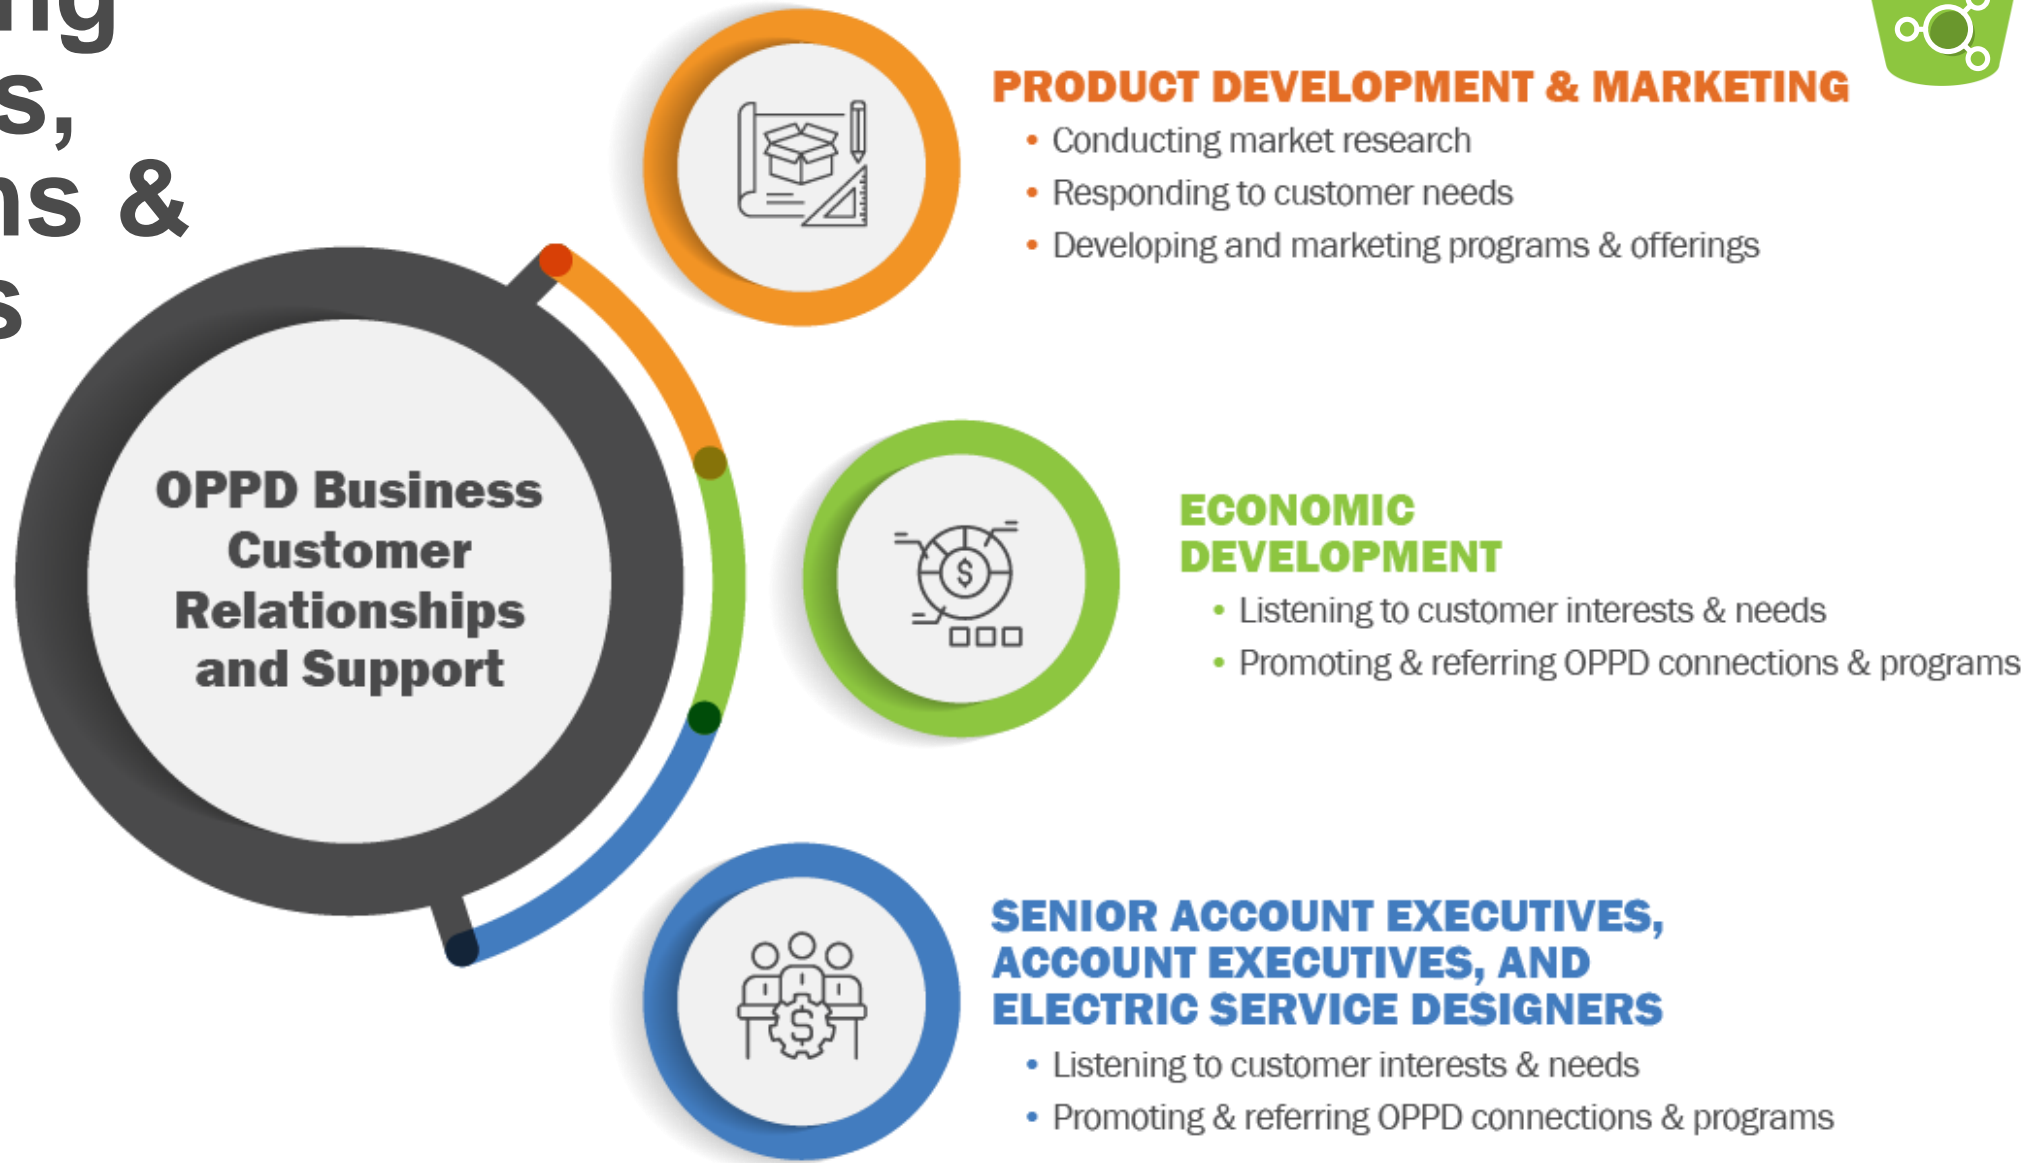 s,
&
s
PRODUCT DEVELOPMENT & MARKETING
• Conducting market research
• Responding to customer needs
• Developing and marketing programs & offerings
OPPD Business
Customer
Relationships
and Support
ECONOMIC
DEVELOPMENT
• Listening to customer interests & needs
• Promoting & referring OPPD connections & programs
SENIOR ACCOUNT EXECUTIVES,
ACCOUNT EXECUTIVES, AND
ELECTRIC SERVICE DESIGNERS
• Listening to customer interests & needs
• Promoting & referring OPPD connections & programs